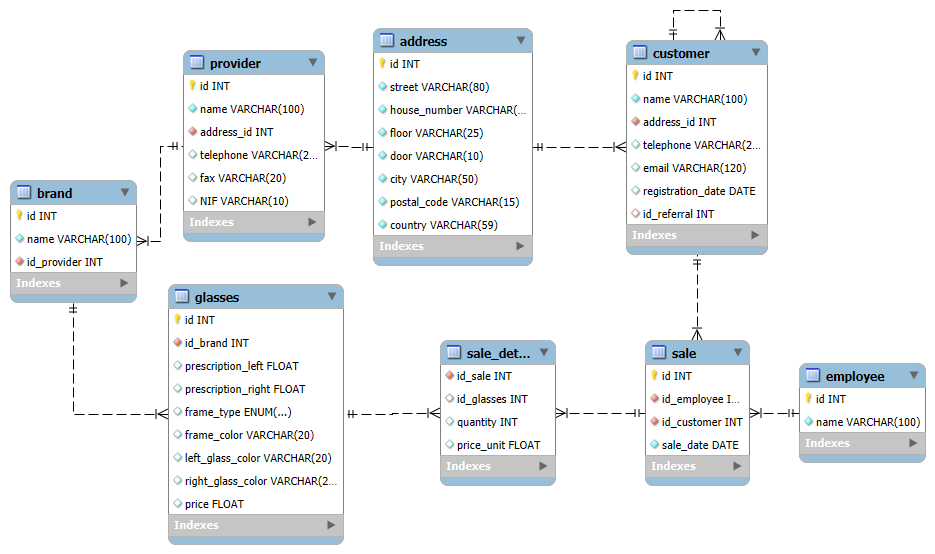 address
id INT
street VARCHAR(80)
house_number VARCHAR(...
floor VARCHAR(25)
door VARCHAR(10)
city VARCHAR(50)
postal_code VARCHAR(15)
country VARCHAR(59)
Indexes
customer
id INT
name VARCHAR(100)
address_id INT
telephone VARCHAR(2...
email VARCHAR(120)
registration_date DATE
id_referral INT
Indexes
provider
id INT
name VARCHAR(100)
address_id INT
telephone VARCHAR(2...
fax VARCHAR(20)
NIF VARCHAR(10)
Indexes
brand
id INT
name VARCHAR(100)
id_provider INT
Indexes
glasses
id INT
id_brand INT
prescription_left FLOAT
prescription_right FLOAT
frame_type ENUM(...)
frame_color VARCHAR(20)
left_glass_color VARCHAR(20)
right_glass_color VARCHAR(2...
price FLOAT
Indexes
sale_det...
id_sale INT
id_glasses INT
quantity INT
price_unit FLOAT
Indexes
sale
id INT
id_employee I...
id_customer INT
sale_date DATE
Indexes
employee
id INT
name VARCHAR(100)
Indexes